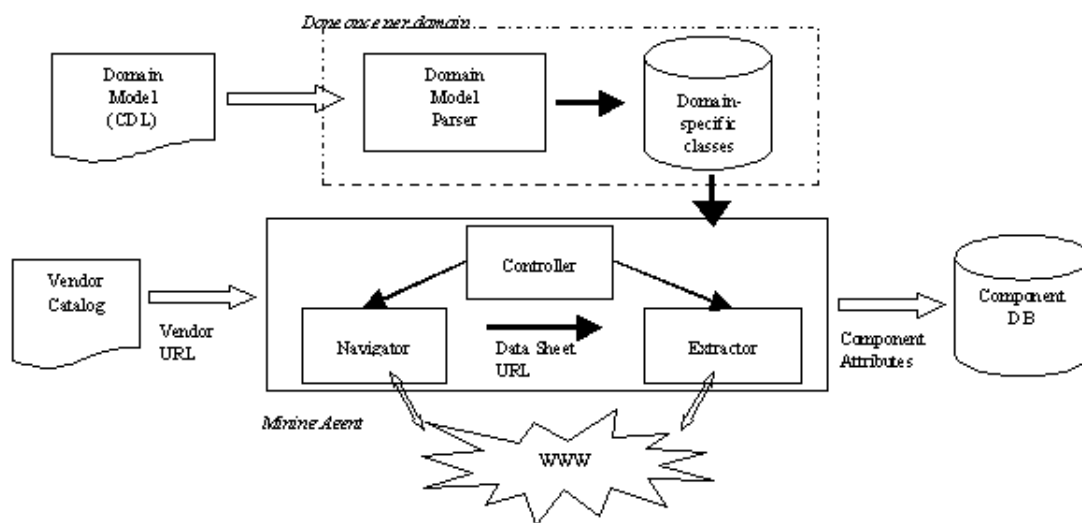 Done once per domain
Domain
Model
(CDL)
Domain
Model
Parser
Domain-
specific
classes
Vendor
Catalog
Vendor
URL
Controller
Navigator
Data Sheet
URL
Extractor
Component
Attributes
Component
DB
Mining Agent
WWW